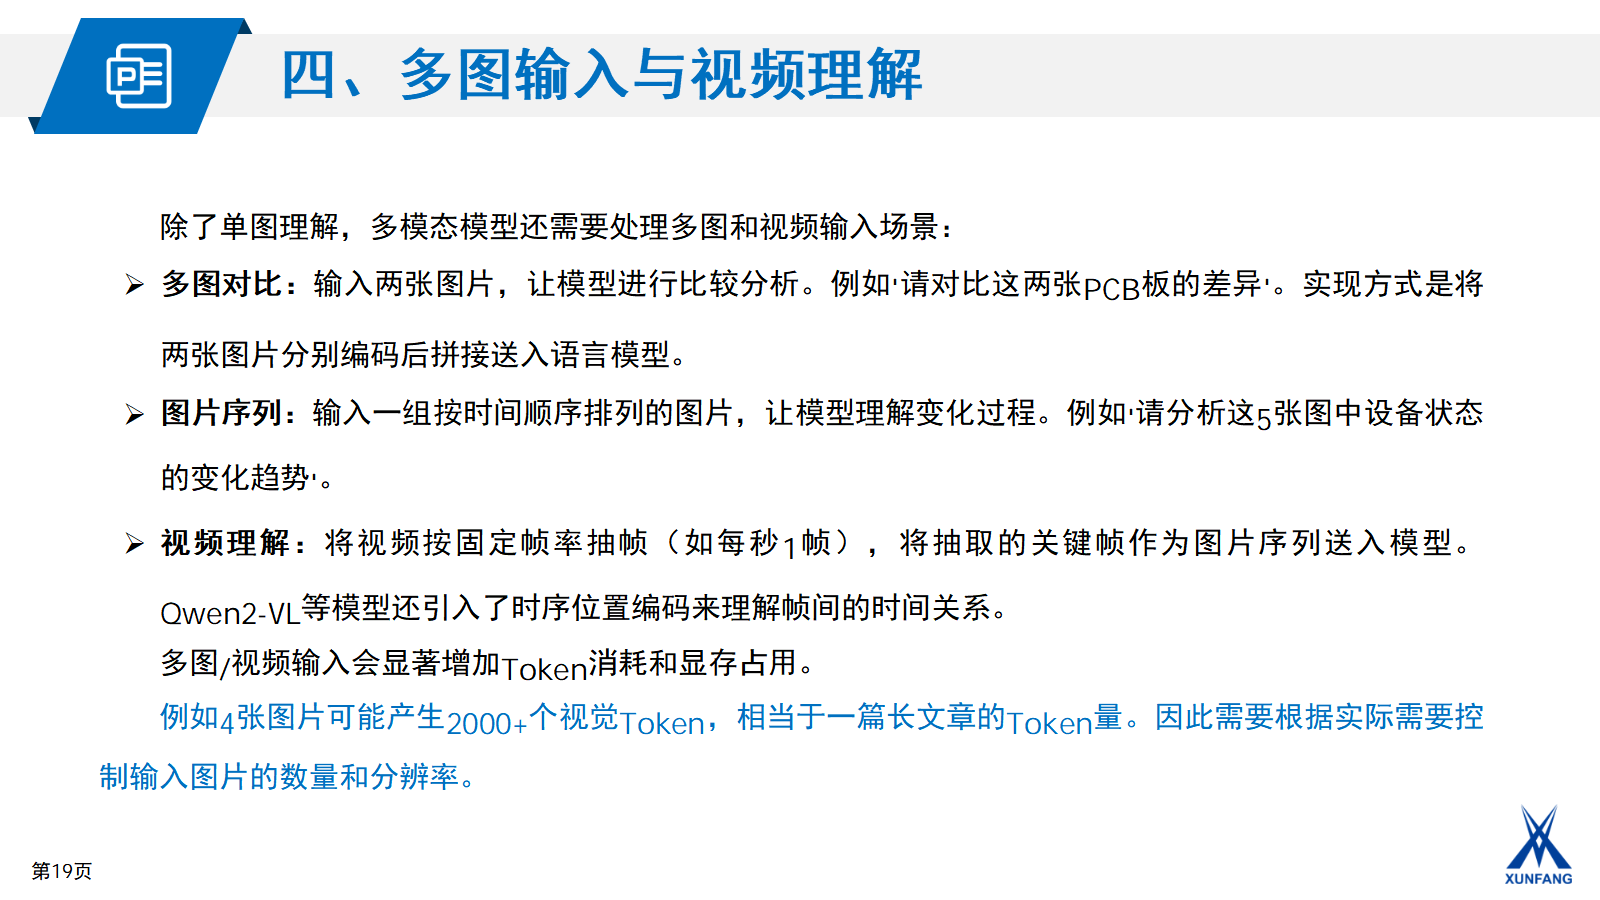 四、多图输入与视频理解
除了单图理解，多模态模型还需要处理多图和视频输入场景：
➢ 多图对比：输入两张图片，让模型进行比较分析。例如'请对比这两张PCB板的差异'。实现方式是将
两张图片分别编码后拼接送入语言模型。
➢ 图片序列：输入一组按时间顺序排列的图片，让模型理解变化过程。例如'请分析这5张图中设备状态
的变化趋势'。
➢ 视频理解：将视频按固定帧率抽帧（如每秒1帧），将抽取的关键帧作为图片序列送入模型。
Qwen2-VL等模型还引入了时序位置编码来理解帧间的时间关系。
多图/视频输入会显著增加Token消耗和显存占用。
例如4张图片可能产生2000+个视觉Token，相当于一篇长文章的Token量。因此需要根据实际需要控
制输入图片的数量和分辨率。
第19页
XUNFANG